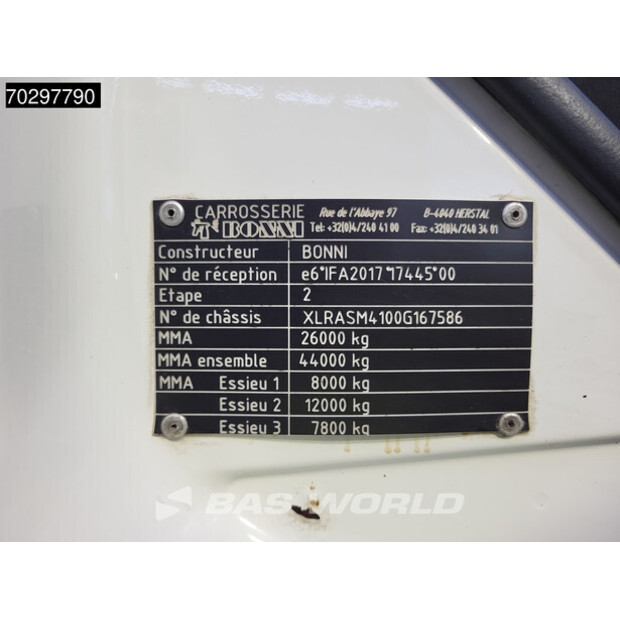 70297790
CARROSSERIE Rue de l'Abbaye 97 B-4040 HERSTAL
BONNI Tel: +32(0)4/240 41 00 Fax: +32(0)4/240 34 01
Constructeur BONNI
N° de réception e6*IFA2017*17445*00
Etape 2
N° de châssis XLRASM4100G167586
MMA 26000 kg
MMA ensemble 44000 kg
MMA Essieu 1 8000 kg
Essieu 2 12000 kg
Essieu 3 7800 kg
BAS WORLD